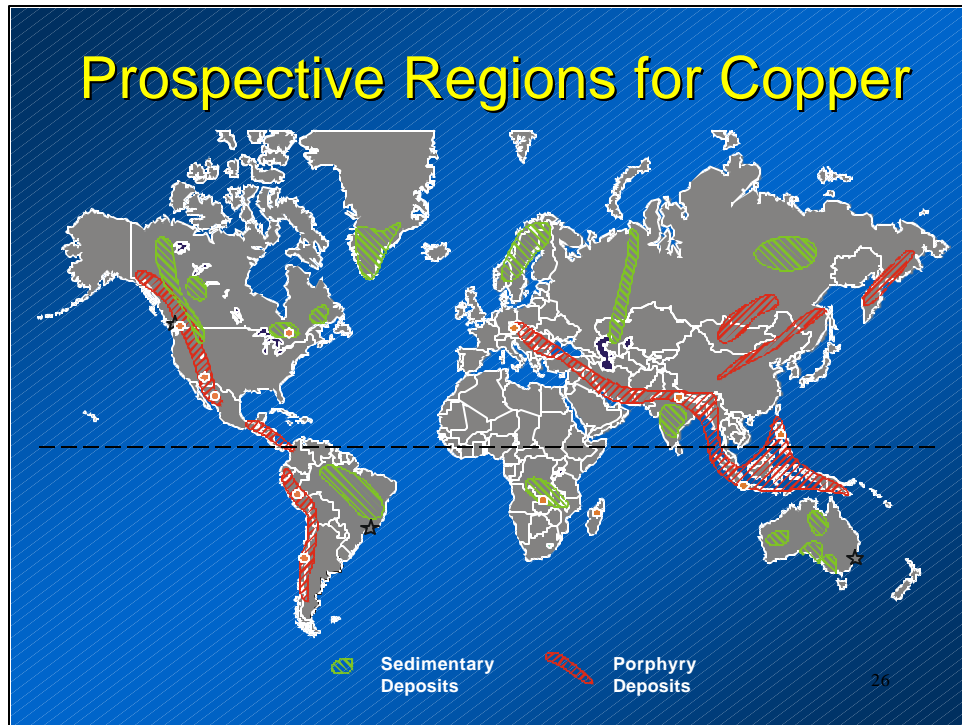 Prospective Regions for Copper
Sedimentary
Deposits
Porphyry
Deposits
26